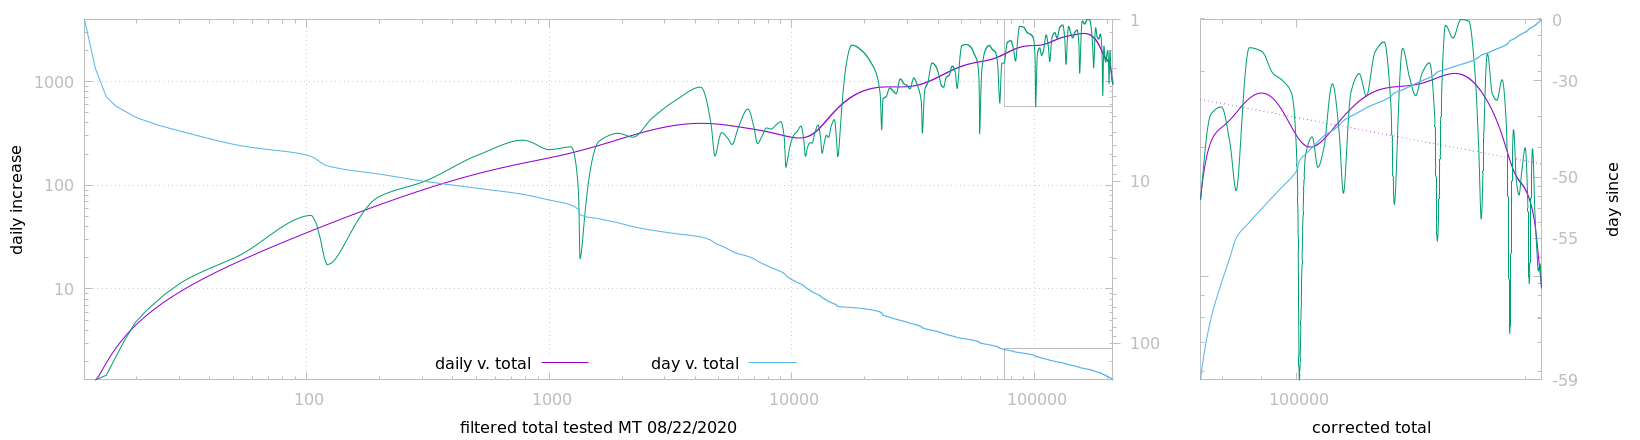 1000
100
10
daily increase
100
1000
10000
100000
filtered total tested MT 08/22/2020
daily v. total
day v. total
1
10
100
100000
corrected total
0
-30
-50
-55
-59
day since